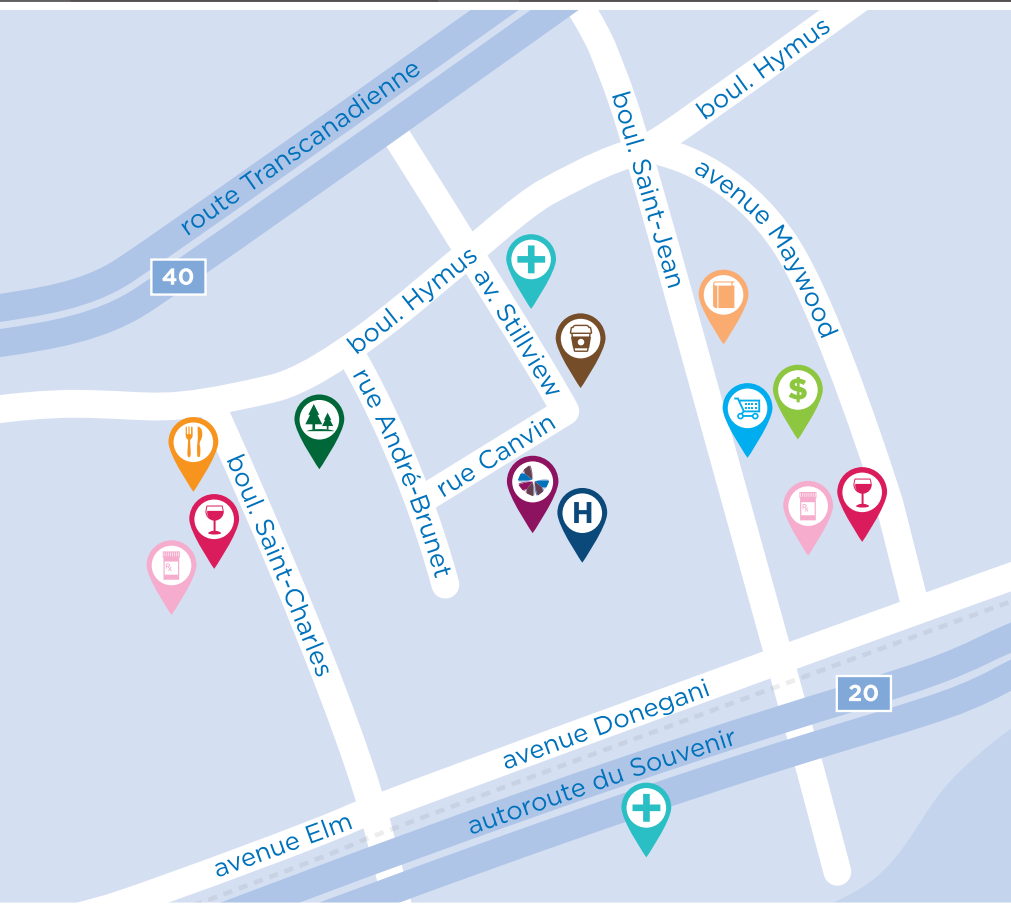 boul. Hymus
route Transcanadienne
boul. Saint-Jean
avenue Maywood
40
boul. Hymus
av. Stillview
$
rue André-Brunet
rue Canvin
H
boul. Saint-Charles
20
avenue Donegani
autoroute du Souvenir
avenue Elm